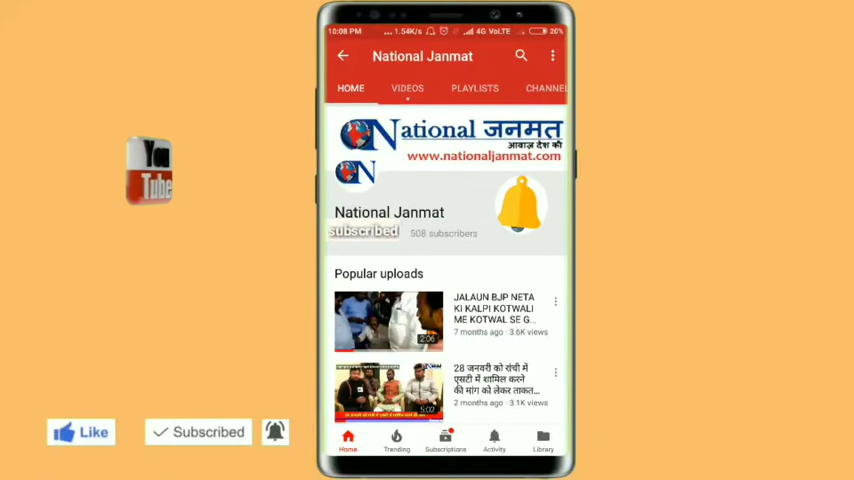 10:08 PM
... 1.54K/s
4G VoLTE
20%
National Janmat
HOME VIDEOS PLAYLISTS CHANNEL
National जनमत
आवाज़ देश की
www.nationaljanmat.com
N
National Janmat
subscribed 508 subscribers
Popular uploads
2:06
JALAUN BJP NETA
KI KALPI KOTWALI
ME KOTWAL SE G...
7 months ago · 3.6K views
5:02
28 जनवरी को रांची में
एसटी में शामिल करने
की मांग को लेकर ताकत...
2 months ago · 3.1K views
Home Trending Subscriptions Activity Library
You
Tube
Like
Subscribed